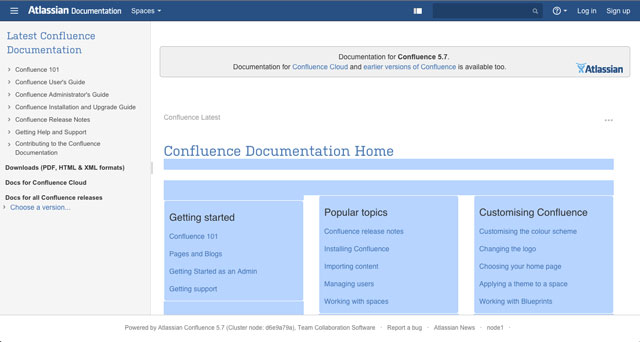 Atlassian Documentation Spaces Log in Sign up
Latest Confluence
Documentation
Confluence 101
Confluence User's Guide
Confluence Administrator's Guide
Confluence Installation and Upgrade Guide
Confluence Release Notes
Getting Help and Support
Contributing to the Confluence
Documentation
Downloads (PDF, HTML & XML formats)
Docs for Confluence Cloud
Docs for all Confluence releases
Choose a version...
Documentation for Confluence 5.7.
Documentation for Confluence Cloud and earlier versions of Confluence is available too.
Atlassian
Confluence Latest
Confluence Documentation Home
Getting started
Confluence 101
Pages and Blogs
Getting Started as an Admin
Getting support
Popular topics
Confluence release notes
Installing Confluence
Importing content
Managing users
Working with spaces
Customising Confluence
Customising the colour scheme
Changing the logo
Choosing your home page
Applying a theme to a space
Working with Blueprints
Powered by Atlassian Confluence 5.7 (Cluster node: d6e9a79a), Team Collaboration Software · Report a bug · Atlassian News · node1 ·